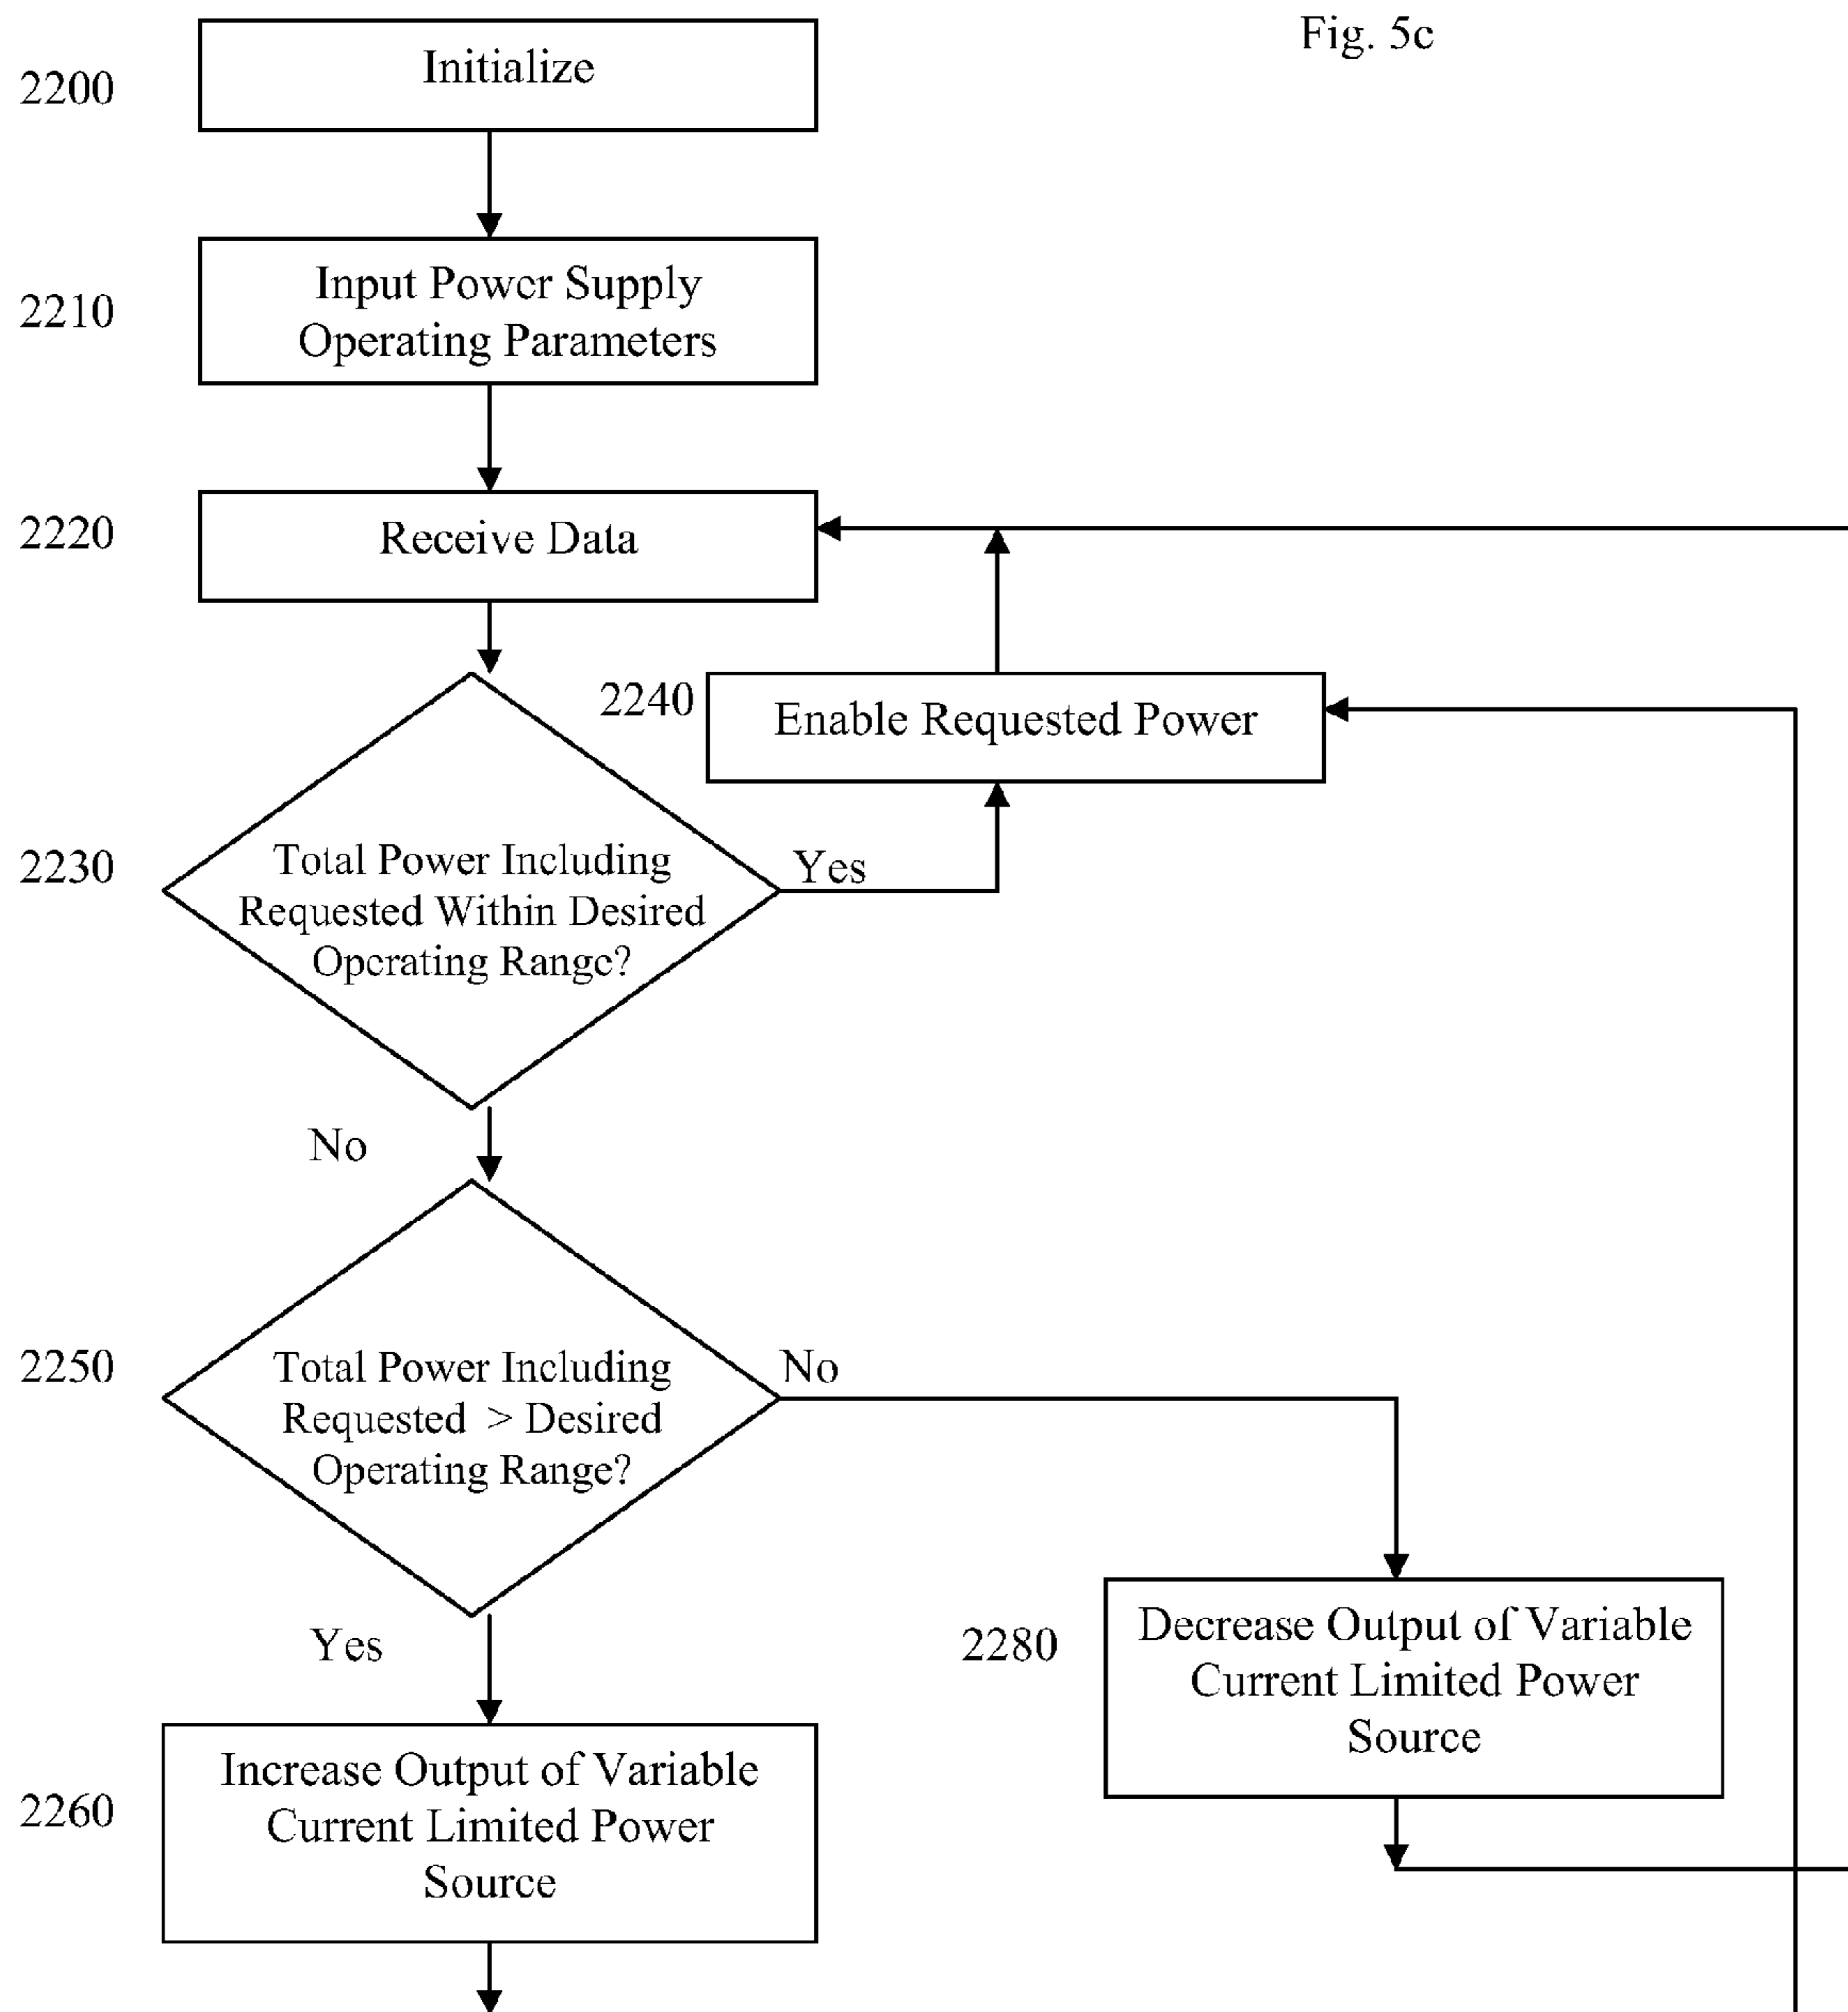 Fig. 5c
2200
Initialize
2210
Input Power Supply
Operating Parameters
2220
Receive Data
2240
Enable Requested Power
2230
Total Power Including
Requested Within Desired
Operating Range?
Yes
No
2250
Total Power Including
Requested > Desired
Operating Range?
No
Yes
2280
Decrease Output of Variable
Current Limited Power
Source
2260
Increase Output of Variable
Current Limited Power
Source